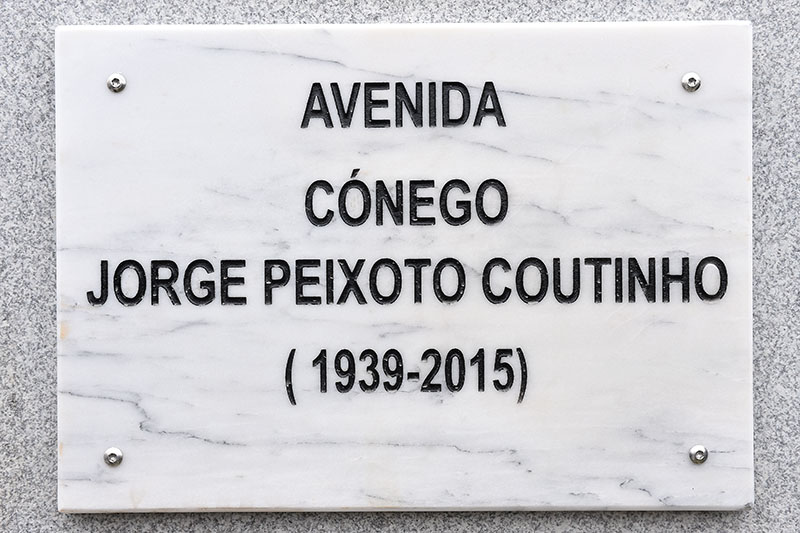 AVENIDA
CÓNEGO
JORGE PEIXOTO COUTINHO
( 1939-2015)